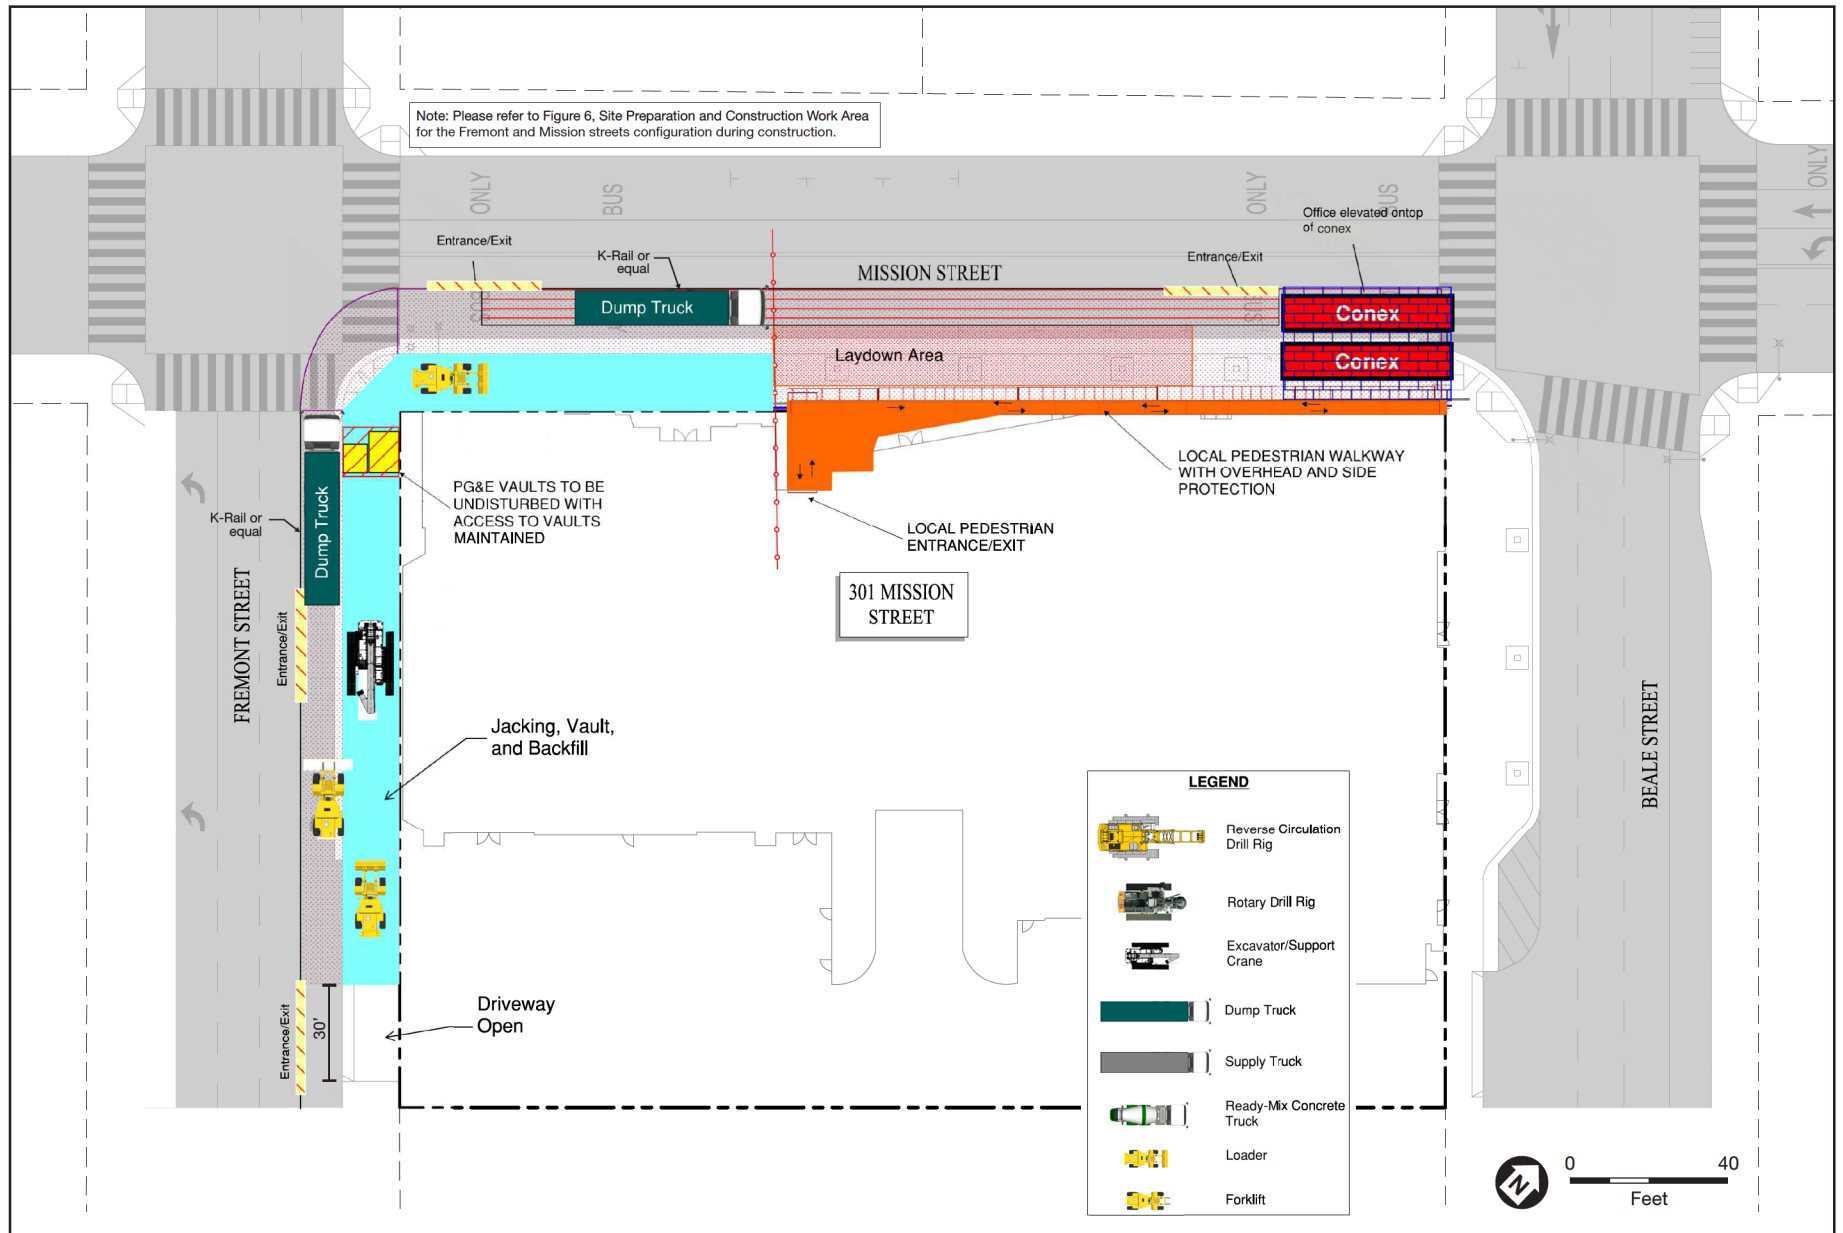 Note: Please refer to Figure 6, Site Preparation and Construction Work Area
for the Fremont and Mission streets configuration during construction.
ONLY
BUS
ONLY
BUS
ONLY
Office elevated ontop
of conex
Entrance/Exit
K-Rail or
equal
MISSION STREET
Entrance/Exit
Dump Truck
Conex
Laydown Area
Conex
PG&E VAULTS TO BE
UNDISTURBED WITH
ACCESS TO VAULTS
MAINTAINED
LOCAL PEDESTRIAN WALKWAY
WITH OVERHEAD AND SIDE
PROTECTION
K-Rail or
equal
Dump Truck
LOCAL PEDESTRIAN
ENTRANCE/EXIT
301 MISSION
STREET
FREMONT STREET
Entrance/Exit
Jacking, Vault,
and Backfill
BEALE STREET
Driveway
Open
Entrance/Exit
30'
LEGEND
Reverse Circulation
Drill Rig
Rotary Drill Rig
Excavator/Support
Crane
Dump Truck
Supply Truck
Ready-Mix Concrete
Truck
Loader
Forklift
N
0 40
Feet